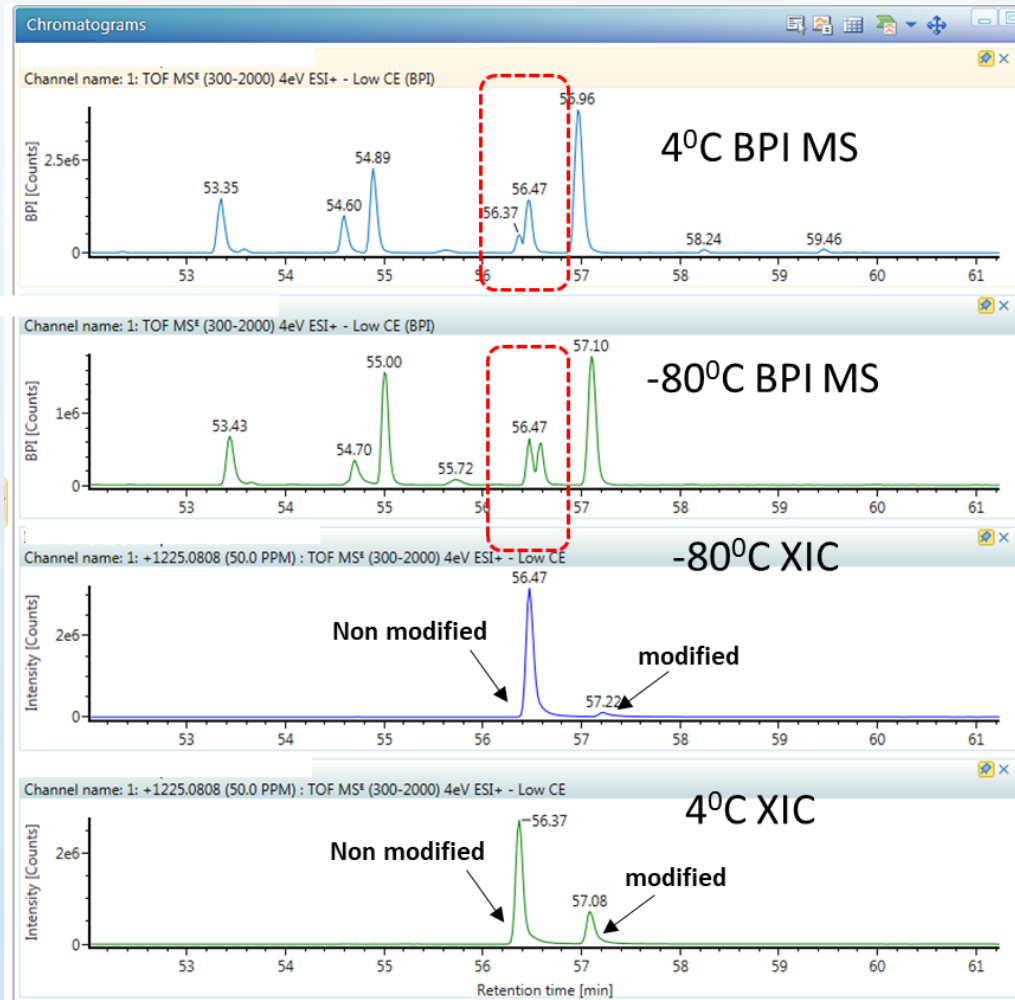 Chromatograms
Channel name: 1: TOF MSᴱ (300-2000) 4eV ESI+ - Low CE (BPI)
4⁰C BPI MS
BPI [Counts]
2.5e6
0
53.35
54.60
54.89
56.37
56.47
56.96
58.24
59.46
53 54 55 56 57 58 59 60 61
Channel name: 1: TOF MSᴱ (300-2000) 4eV ESI+ - Low CE (BPI)
-80⁰C BPI MS
BPI [Counts]
1e6
0
53.43
54.70
55.00
55.72
56.47
57.10
53 54 55 56 57 58 59 60 61
Channel name: 1: +1225.0808 (50.0 PPM) : TOF MSᴱ (300-2000) 4eV ESI+ - Low CE
-80⁰C XIC
Intensity [Counts]
2e6
0
56.47
Non modified
modified
57.22
53 54 55 56 57 58 59 60 61
Channel name: 1: +1225.0808 (50.0 PPM) : TOF MSᴱ (300-2000) 4eV ESI+ - Low CE
4⁰C XIC
Intensity [Counts]
2e6
0
56.37
Non modified
modified
57.08
53 54 55 56 57 58 59 60 61
Retention time [min]